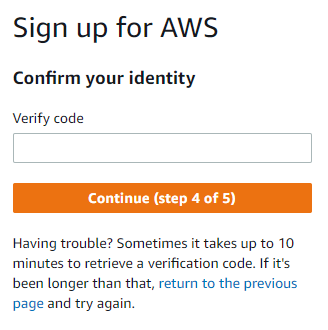 Sign up for AWS
Confirm your identity
Verify code
Continue (step 4 of 5)
Having trouble? Sometimes it takes up to 10
minutes to retrieve a verification code. If it's
been longer than that, return to the previous
page and try again.